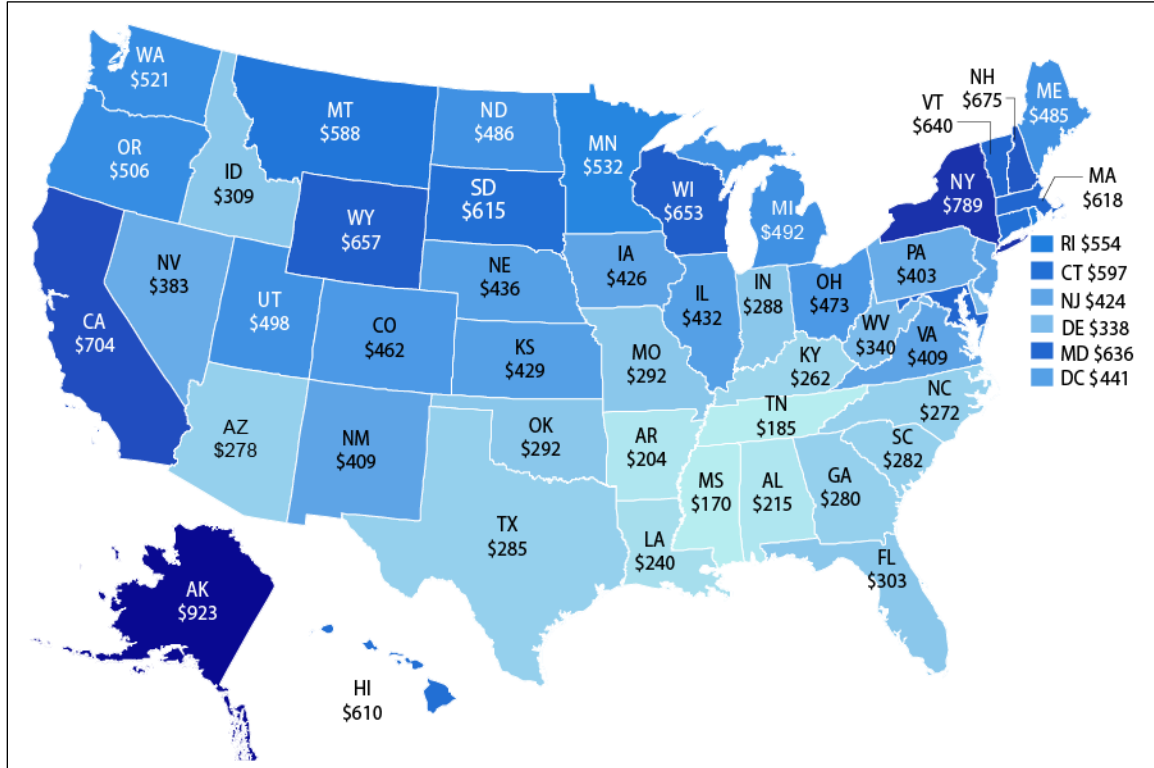 WA
$521
OR
$506
CA
$704
NV
$383
ID
$309
MT
$588
WY
$657
UT
$498
AZ
$278
CO
$462
NM
$409
ND
$486
SD
$615
NE
$436
KS
$429
OK
$292
TX
$285
MN
$532
IA
$426
MO
$292
AR
$204
LA
$240
WI
$653
IL
$432
MI
$492
IN
$288
OH
$473
KY
$262
TN
$185
MS
$170
AL
$215
GA
$280
FL
$303
SC
$282
NC
$272
VA
$409
WV
$340
PA
$403
NY
$789
VT
$640
NH
$675
ME
$485
MA
$618
RI $554
CT $597
NJ $424
DE $338
MD $636
DC $441
AK
$923
HI
$610